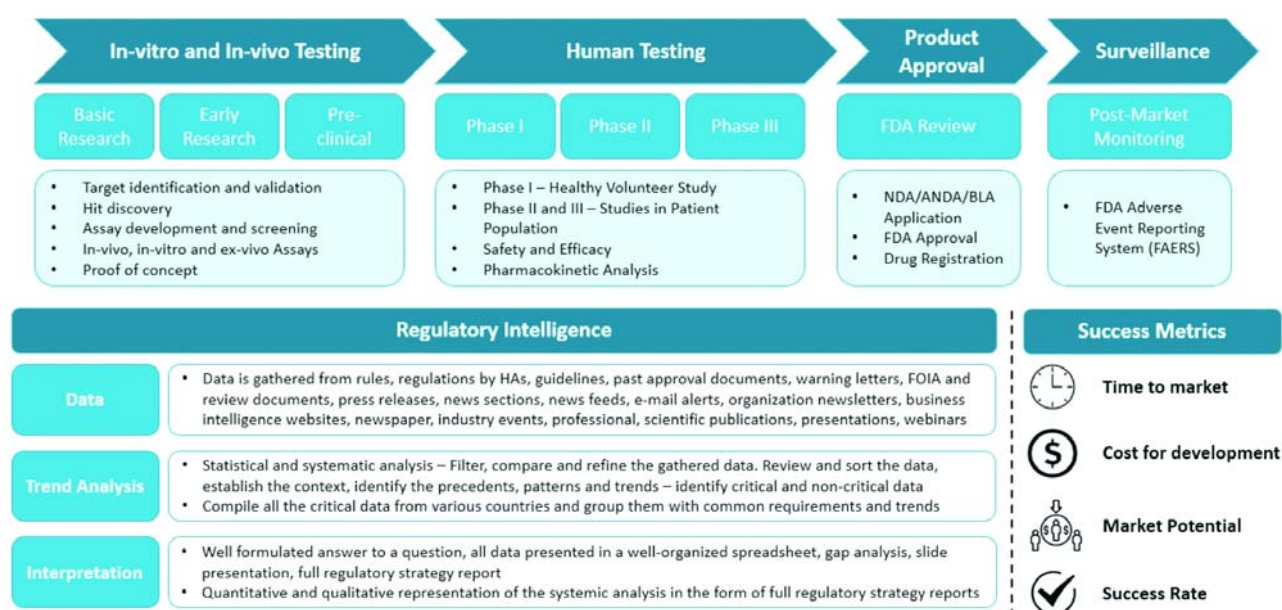 In-vitro and In-vivo Testing
Human Testing
Product
Approval
Surveillance
Basic
Research
Early
Research
Pre-
clinical
Phase I
Phase II
Phase III
FDA Review
Post-Market
Monitoring
• Target identification and validation
• Hit discovery
• Assay development and screening
• In-vivo, in-vitro and ex-vivo Assays
• Proof of concept
• Phase I – Healthy Volunteer Study
• Phase II and III – Studies in Patient
Population
• Safety and Efficacy
• Pharmacokinetic Analysis
• NDA/ANDA/BLA
Application
• FDA Approval
• Drug Registration
• FDA Adverse
Event Reporting
System (FAERS)
Regulatory Intelligence
Data
• Data is gathered from rules, regulations by HAs, guidelines, past approval documents, warning letters, FOIA and
review documents, press releases, news sections, news feeds, e-mail alerts, organization newsletters, business
intelligence websites, newspaper, industry events, professional, scientific publications, presentations, webinars
Trend Analysis
• Statistical and systematic analysis – Filter, compare and refine the gathered data. Review and sort the data,
establish the context, identify the precedents, patterns and trends – identify critical and non-critical data
• Compile all the critical data from various countries and group them with common requirements and trends
Interpretation
• Well formulated answer to a question, all data presented in a well-organized spreadsheet, gap analysis, slide
presentation, full regulatory strategy report
• Quantitative and qualitative representation of the systemic analysis in the form of full regulatory strategy reports
Success Metrics
Time to market
$
Cost for development
$ $
Market Potential
Success Rate